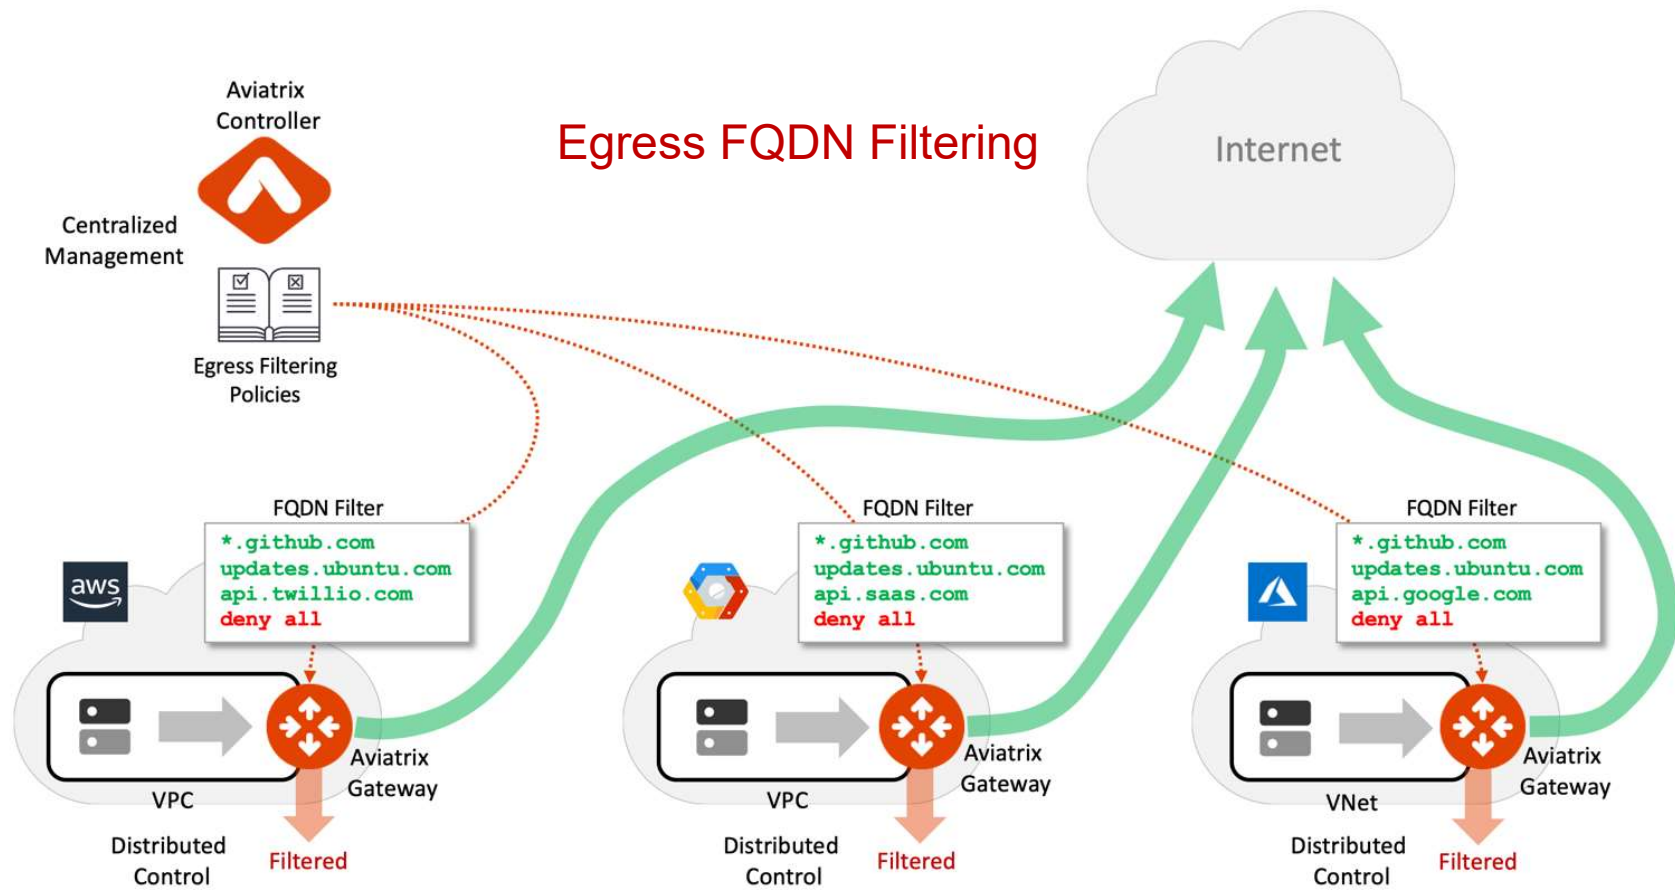 Aviatrix
Controller
Egress FQDN Filtering
Internet
Centralized
Management
Egress Filtering
Policies
FQDN Filter
*.github.com
updates.ubuntu.com
api.twillio.com
deny all
aws
VPC
Aviatrix
Gateway
Distributed
Control
Filtered
FQDN Filter
*.github.com
updates.ubuntu.com
api.saas.com
deny all
VPC
Aviatrix
Gateway
Distributed
Control
Filtered
FQDN Filter
*.github.com
updates.ubuntu.com
api.google.com
deny all
VNet
Aviatrix
Gateway
Distributed
Control
Filtered